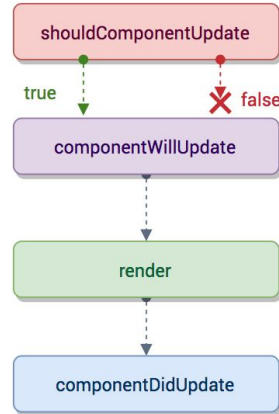 shouldComponentUpdate
true
false
componentWillUpdate
render
componentDidUpdate